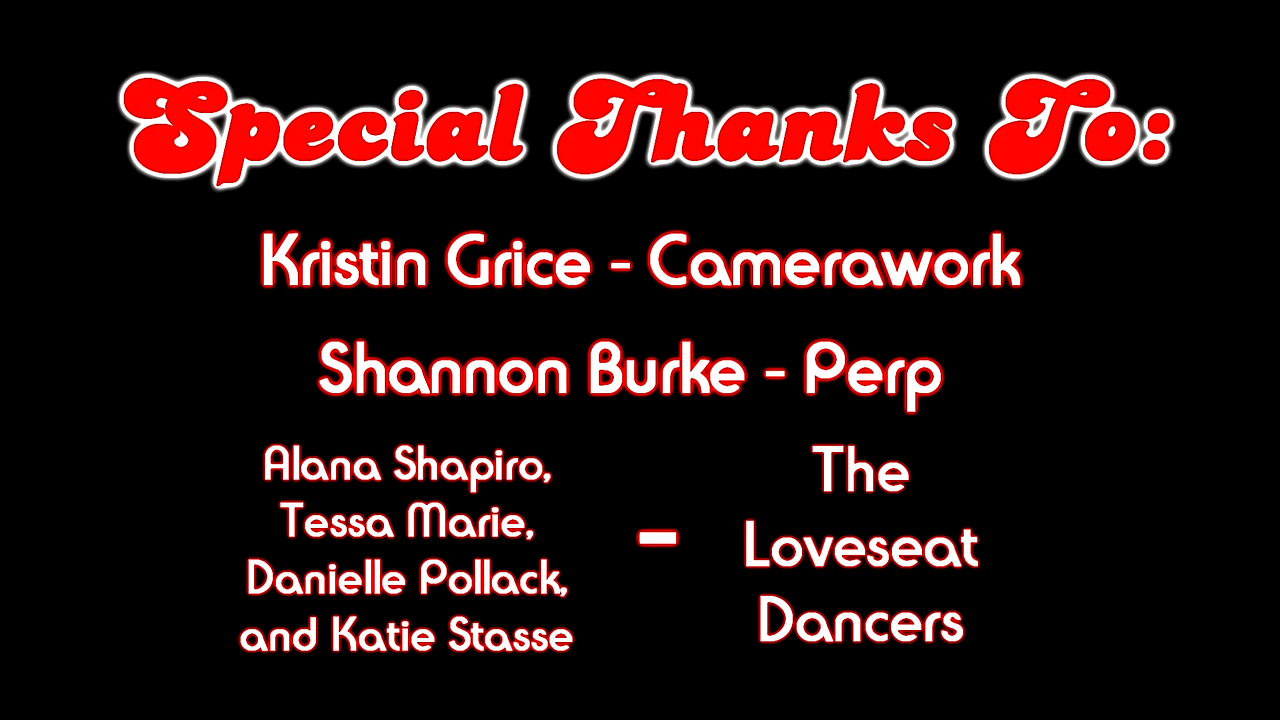 Special Thanks To:
Kristin Grice - Camerawork
Shannon Burke - Perp
Alana Shapiro,
Tessa Marie,
Danielle Pollack,
and Katie Stasse
-
The
Loveseat
Dancers